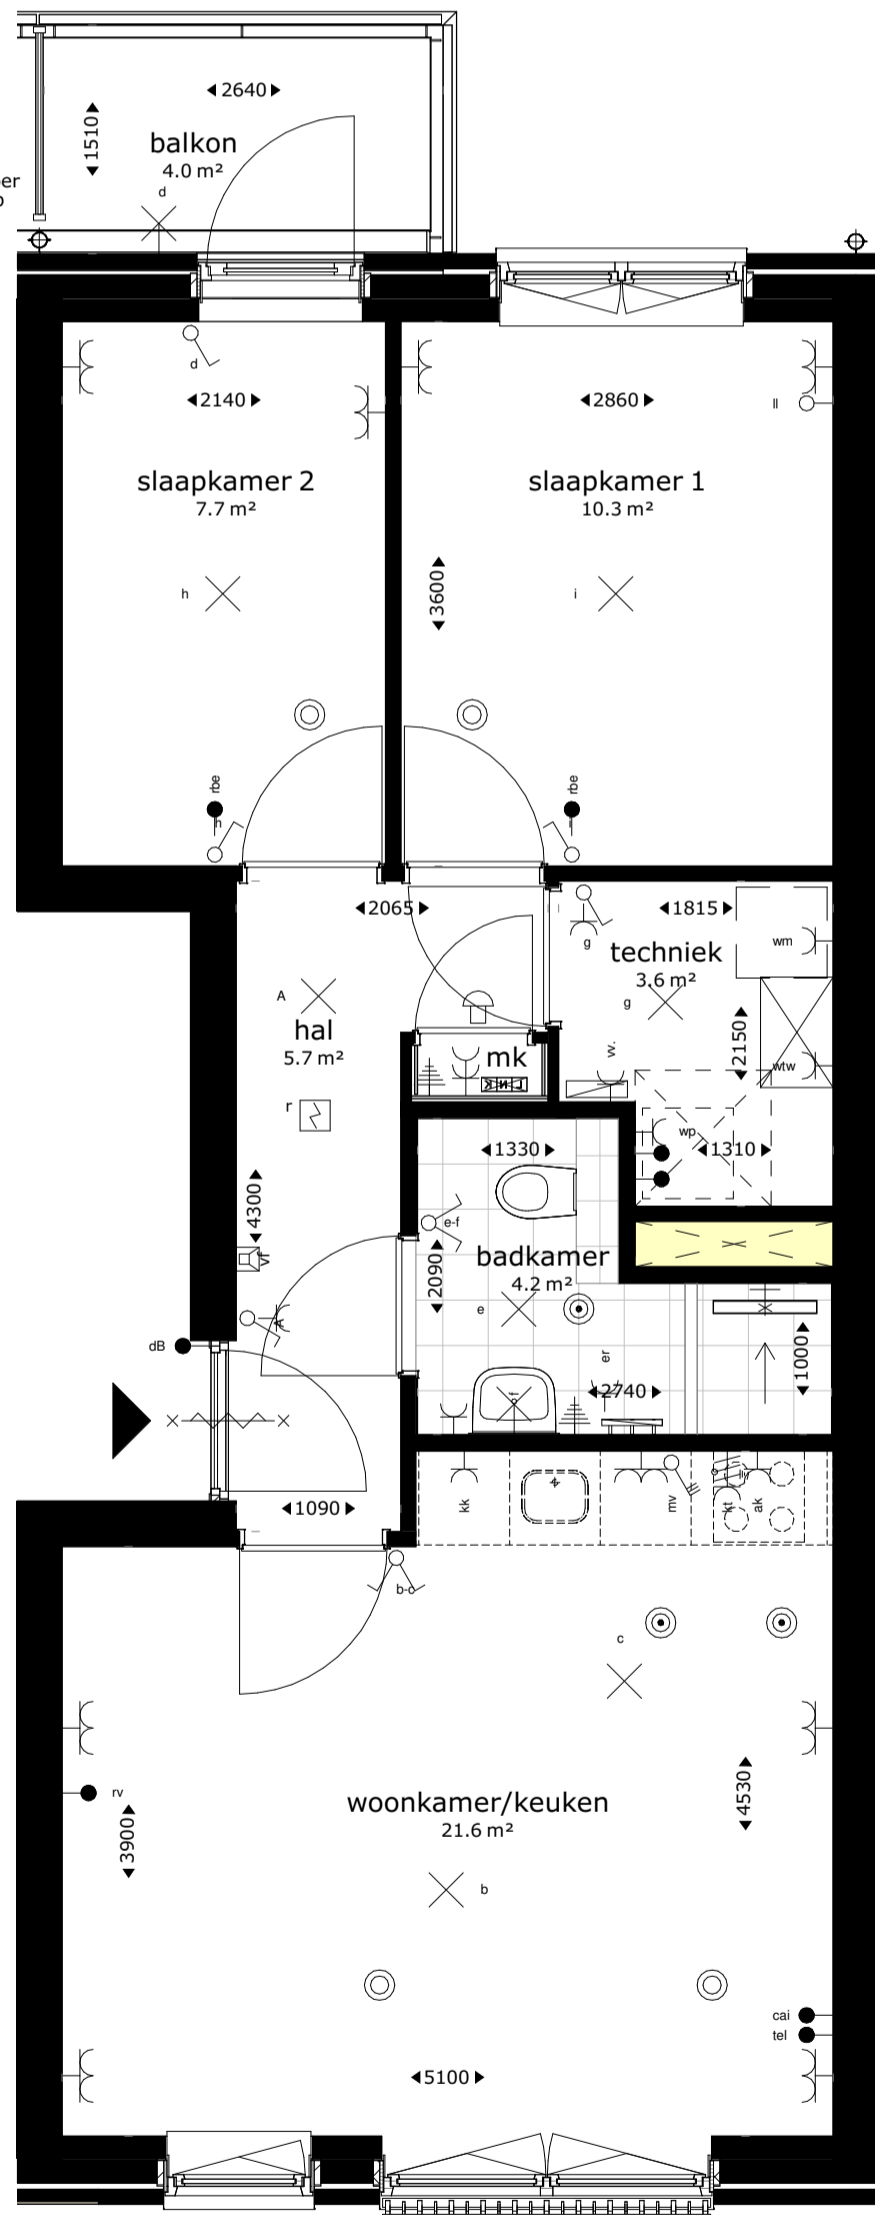 2640
1510
balkon
4.0 m²
d
er
d
2140
2860
ll
slaapkamer 2
7.7 m²
slaapkamer 1
10.3 m²
3600
h
i
rbe
h
rbe
i
2065
1815
g
techniek
3.6 m²
wm
A
g
hal
5.7 m²
mk
2150
wtw
r
wp
1310
1330
4300
e-f
badkamer
4.2 m²
2090
vr
e
A
dB
er
1000
2740
1090
kk
mv
kt
ak
b-c
c
rv
woonkamer/keuken
21.6 m²
4530
3900
b
cai
tel
5100